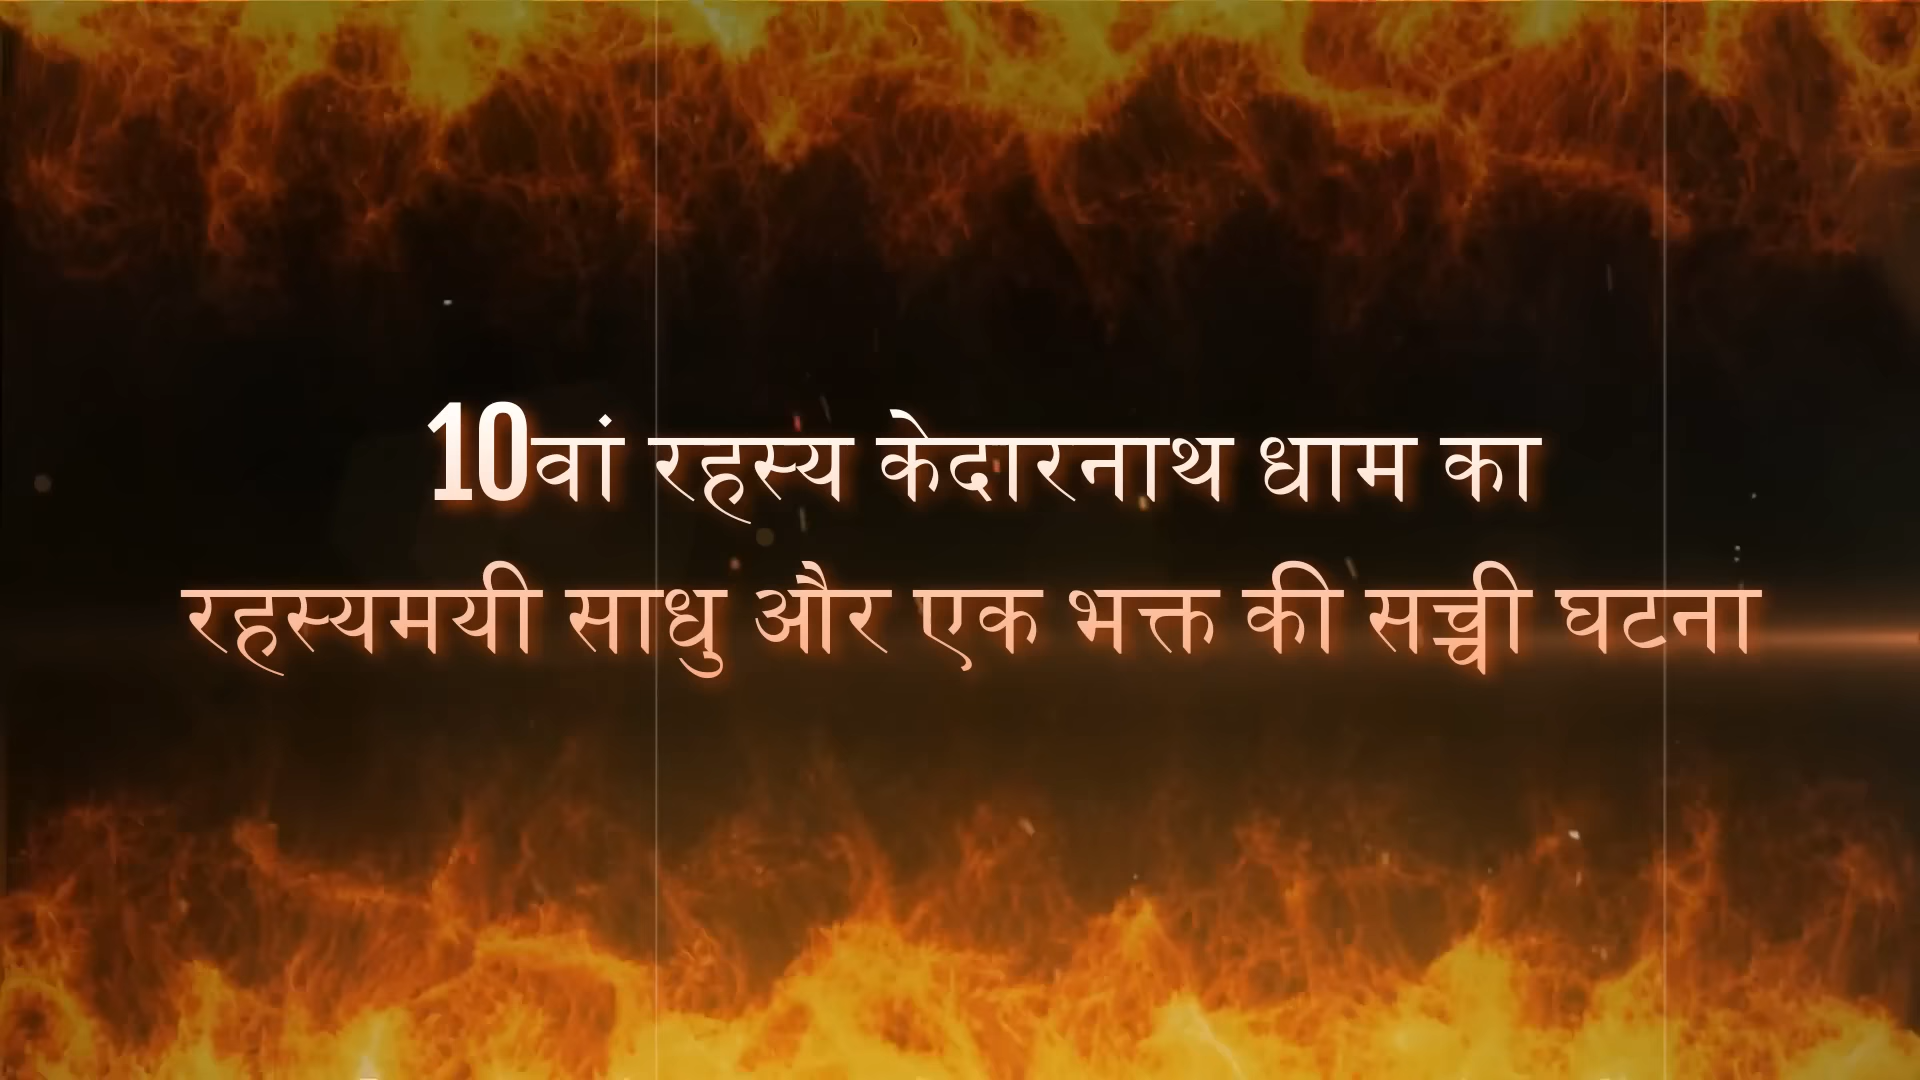 10वां रहस्य केदारनाथ धाम का
रहस्यमयी साधु और एक भक्त की सच्ची घटना